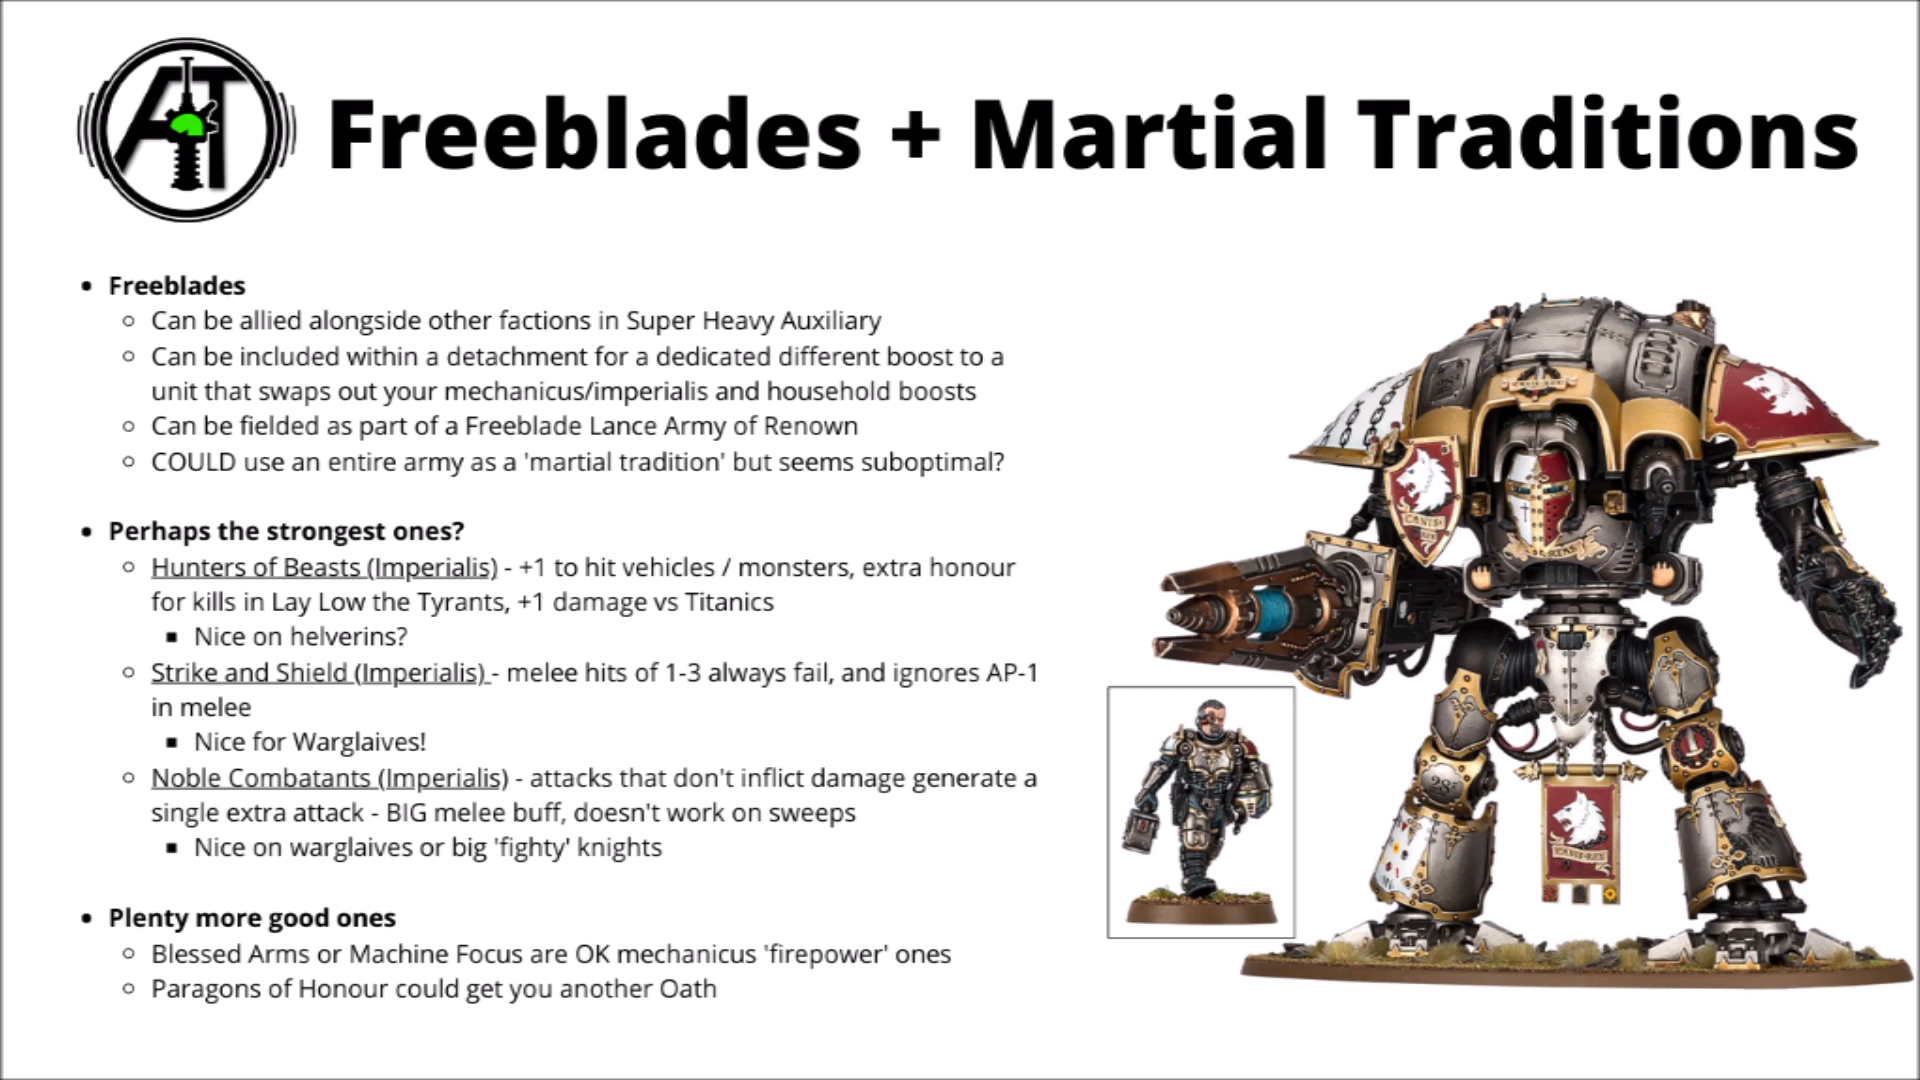 AT
Freeblades + Martial Traditions
• Freeblades
○ Can be allied alongside other factions in Super Heavy Auxiliary
○ Can be included within a detachment for a dedicated different boost to a
unit that swaps out your mechanicus/imperialis and household boosts
○ Can be fielded as part of a Freeblade Lance Army of Renown
○ COULD use an entire army as a 'martial tradition' but seems suboptimal?
• Perhaps the strongest ones?
○ Hunters of Beasts (Imperialis) - +1 to hit vehicles / monsters, extra honour
for kills in Lay Low the Tyrants, +1 damage vs Titanics
▪ Nice on helverins?
○ Strike and Shield (Imperialis) - melee hits of 1-3 always fail, and ignores AP-1
in melee
▪ Nice for Warglaives!
○ Noble Combatants (Imperialis) - attacks that don't inflict damage generate a
single extra attack - BIG melee buff, doesn't work on sweeps
▪ Nice on warglaives or big 'fighty' knights
• Plenty more good ones
○ Blessed Arms or Machine Focus are OK mechanicus 'firepower' ones
○ Paragons of Honour could get you another Oath
CANIS-
REX
CANIS-REX